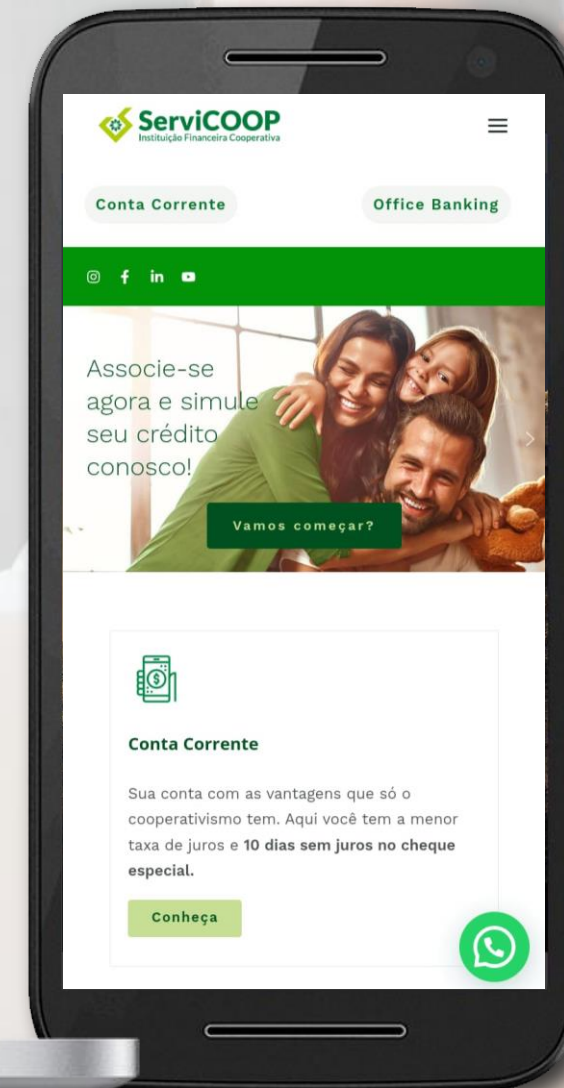 ServiCOOP
Instituição Financeira Cooperativa
Conta Corrente
Office Banking
Associe-se
agora e simule
seu crédito
conosco!
Vamos começar?
Conta Corrente
Sua conta com as vantagens que só o
cooperativismo tem. Aqui você tem a menor
taxa de juros e 10 dias sem juros no cheque
especial.
Conheça